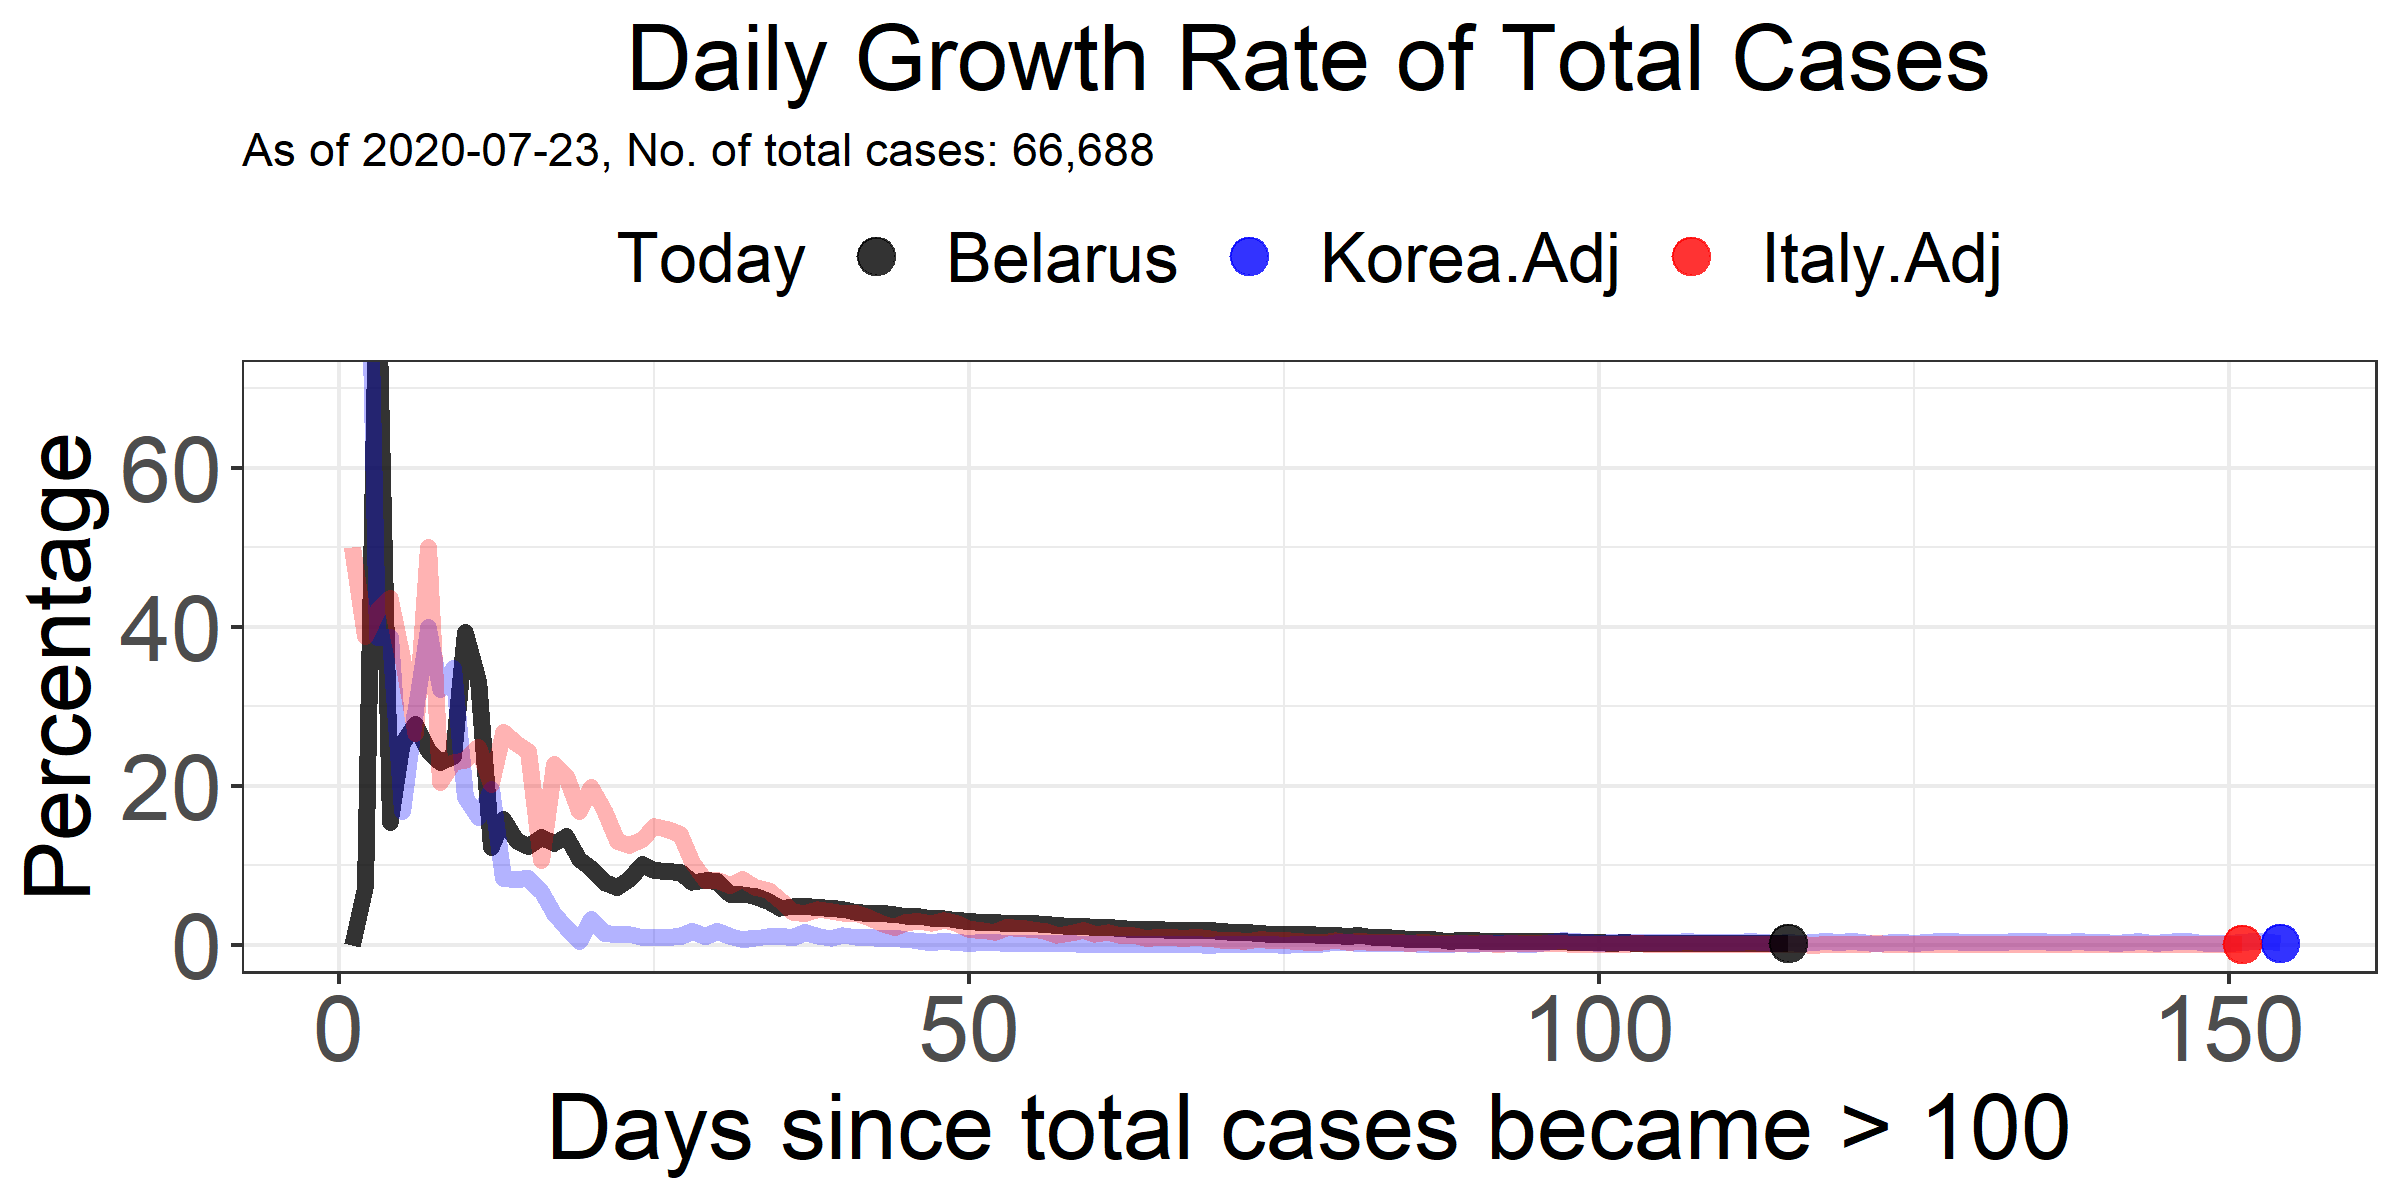 Daily Growth Rate of Total Cases
As of 2020-07-23, No. of total cases: 66,688
Today Belarus Korea.Adj Italy.Adj
Percentage
60
40
20
0
0 50 100 150
Days since total cases became > 100